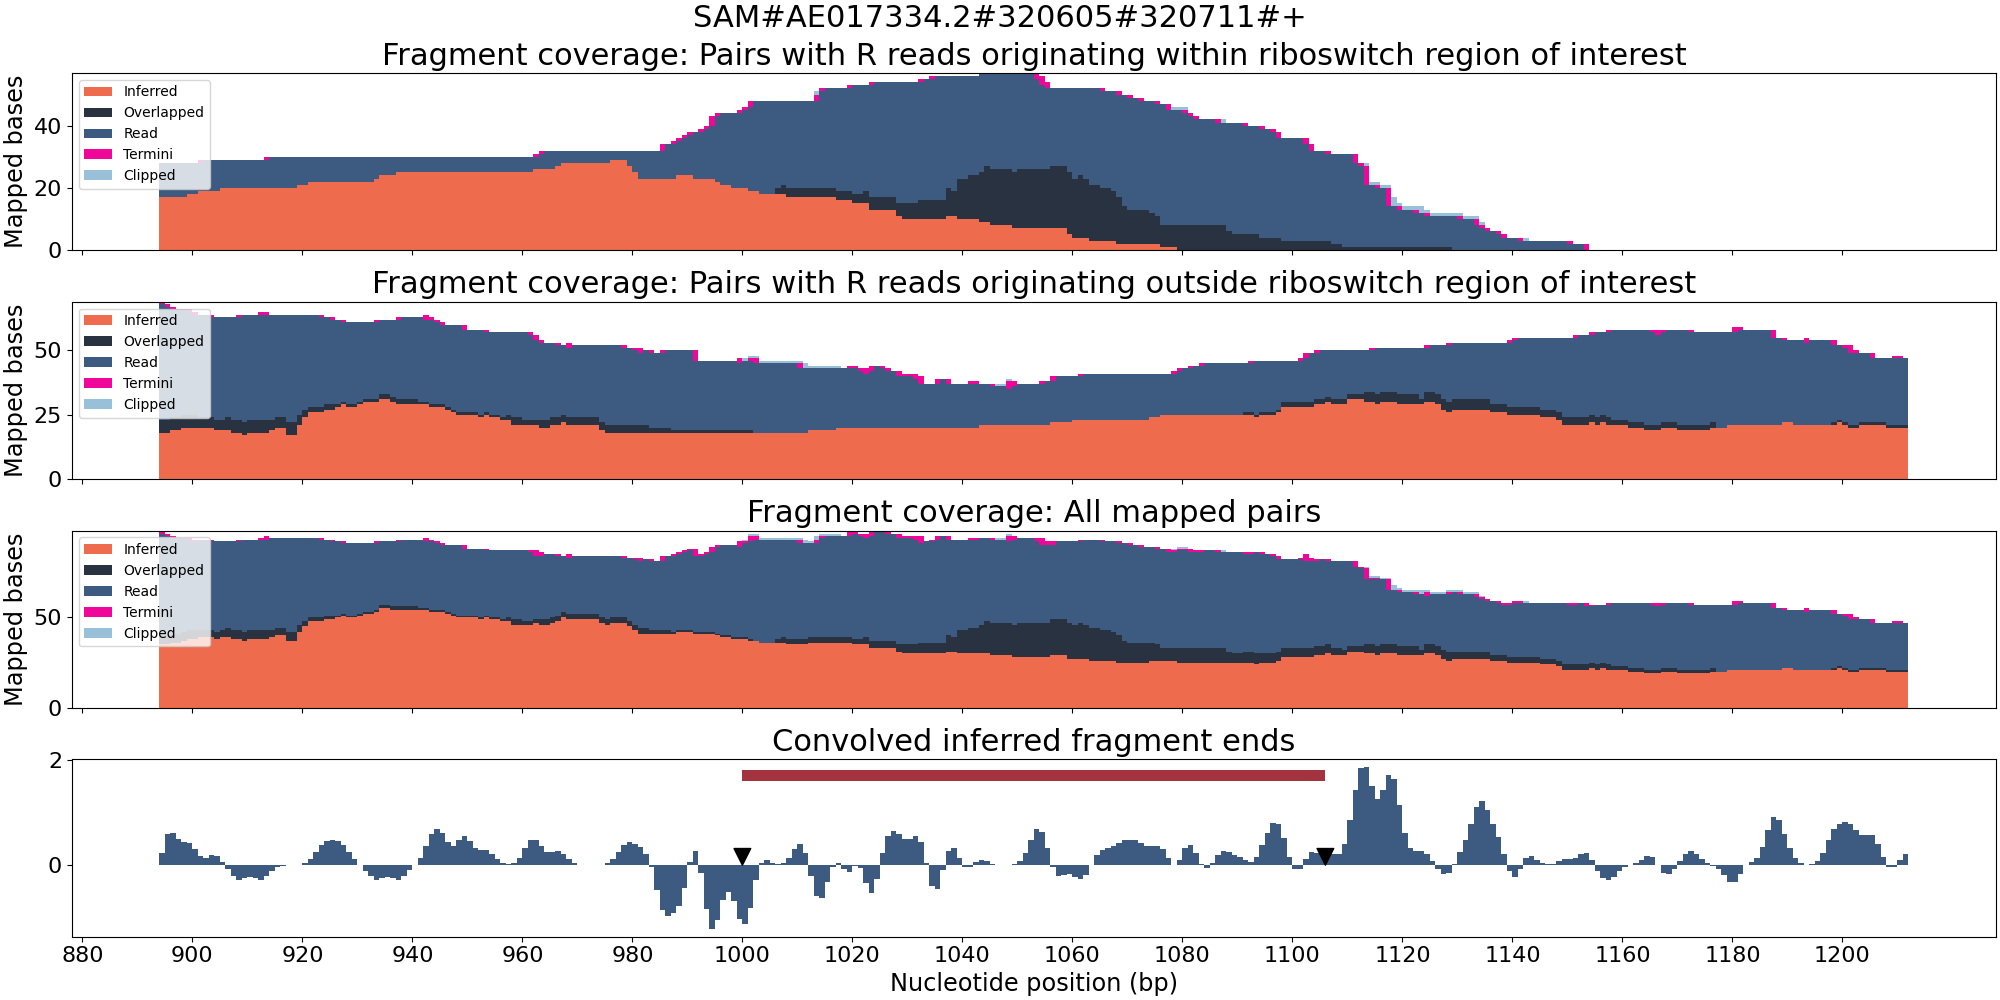 SAM#AE017334.2#320605#320711#+
Fragment coverage: Pairs with R reads originating within riboswitch region of interest
Mapped bases
40
20
0
Inferred
Overlapped
Read
Termini
Clipped
Fragment coverage: Pairs with R reads originating outside riboswitch region of interest
Mapped bases
50
25
0
Inferred
Overlapped
Read
Termini
Clipped
Fragment coverage: All mapped pairs
Mapped bases
50
0
Inferred
Overlapped
Read
Termini
Clipped
Convolved inferred fragment ends
2
0
880 900 920 940 960 980 1000 1020 1040 1060 1080 1100 1120 1140 1160 1180 1200
Nucleotide position (bp)